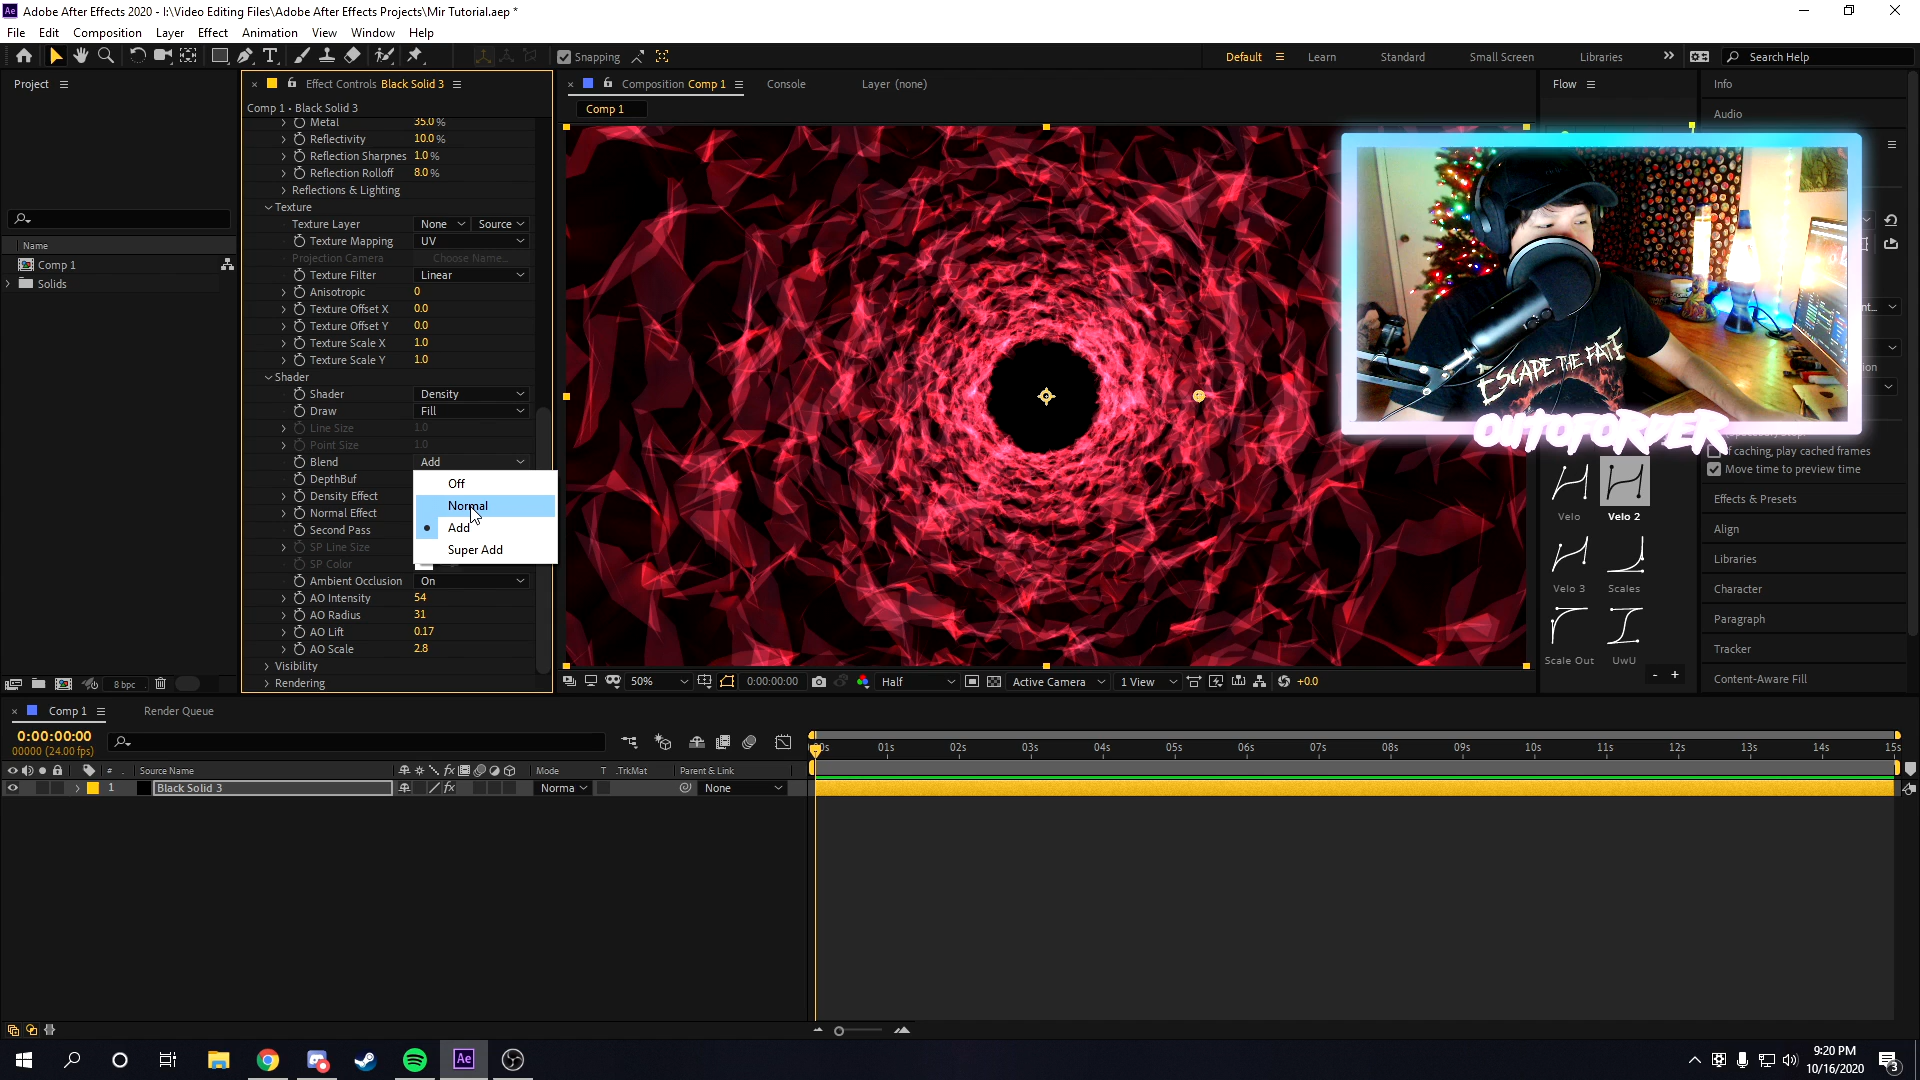 Adobe After Effects 2020 - I:\Video Editing Files\Adobe After Effects Projects\Mir Tutorial.aep *
File Edit Composition Layer Effect Animation View Window Help
Snapping
Default Learn Standard Small Screen Libraries Search Help
Project
Effect Controls Black Solid 3
Composition Comp 1
Console
Layer (none)
Flow
Info
Comp 1 • Black Solid 3
Comp 1
Audio
Metal 35.0 %
Reflectivity 10.0 %
Reflection Sharpnes 1.0 %
Reflection Rolloff 8.0 %
Reflections & Lighting
Texture
Texture Layer None Source
Texture Mapping UV
Projection Camera Choose Name...
Texture Filter Linear
Anisotropic 0
Texture Offset X 0.0
Texture Offset Y 0.0
Texture Scale X 1.0
Texture Scale Y 1.0
Shader
Shader Density
Draw Fill
Line Size 1.0
Point Size 1.0
Blend Add
DepthBuf
Density Effect
Normal Effect
Second Pass
SP Line Size
SP Color
Off
Normal
Add
Super Add
Ambient Occlusion On
AO Intensity 54
AO Radius 31
AO Lift 0.17
AO Scale 2.8
Visibility
Rendering
Name
Comp 1
Solids
8 bpc
ESCAPE THE FATE
OUTOFORDER
If caching, play cached frames
Move time to preview time
Effects & Presets
Align
Libraries
Character
Paragraph
Tracker
Content-Aware Fill
Velo Velo 2
Velo 3 Scales
Scale Out UwU
- +
50% 0:00:00:00 Half Active Camera 1 View +0.0
Comp 1
Render Queue
0:00:00:00
00000 (24.00 fps)
00s 01s 02s 03s 04s 05s 06s 07s 08s 09s 10s 11s 12s 13s 14s 15s
# Source Name Mode T .TrkMat Parent & Link
1 Black Solid 3 Norma None
9:20 PM
10/16/2020
3